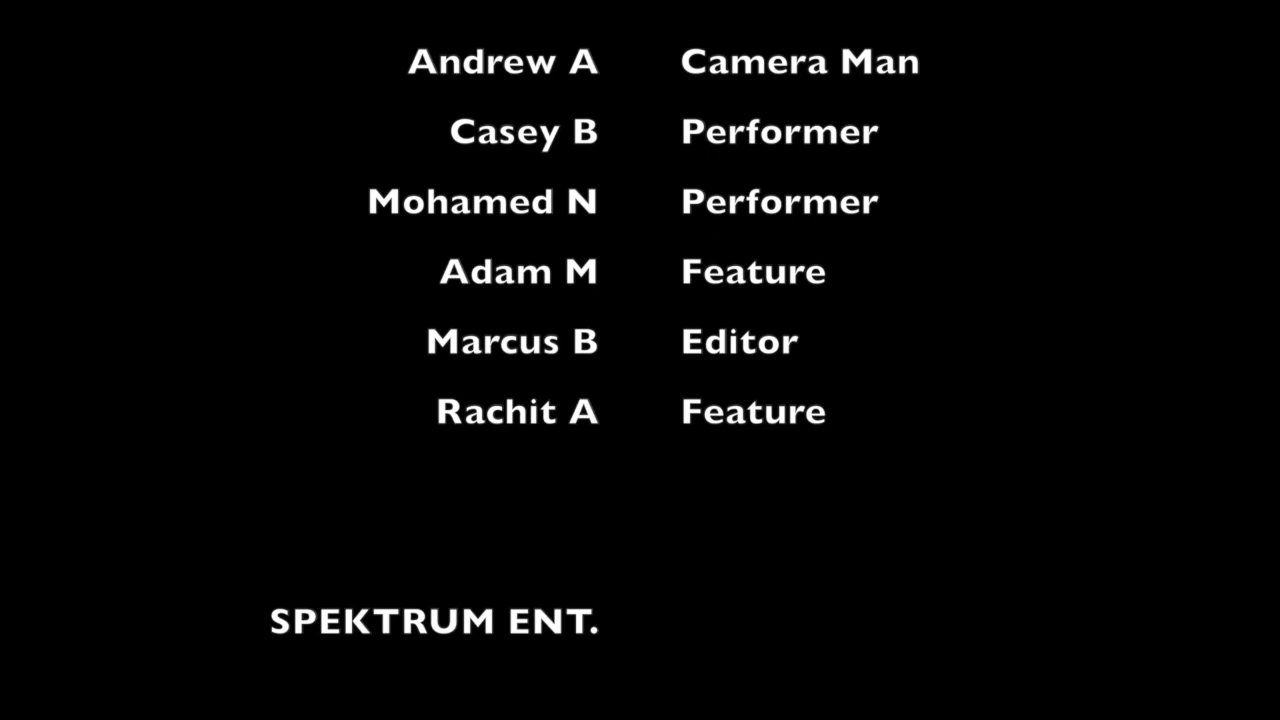 Andrew A Camera Man
Casey B Performer
Mohamed N Performer
Adam M Feature
Marcus B Editor
Rachit A Feature
SPEKTRUM ENT.